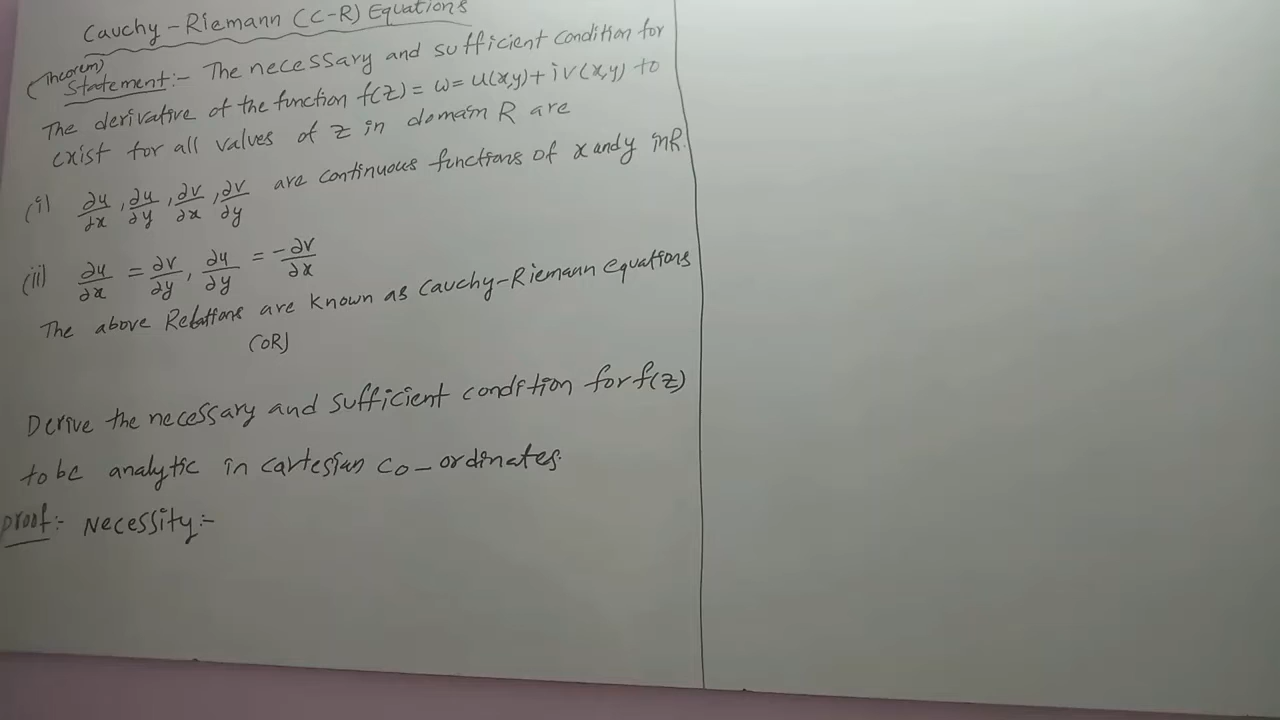 Cauchy-Riemann (C-R) Equations
(Theorem)
Statement:- The necessary and sufficient condition for
The derivative of the function f(z) = w = u(x,y) + i v(x,y) to
exist for all values of z in domain R are
(i) ∂u/∂x, ∂u/∂y, ∂v/∂x, ∂v/∂y are continuous functions of x and y in R.
(ii) ∂u/∂x = ∂v/∂y, ∂u/∂y = -∂v/∂x
The above Relations are known as Cauchy-Riemann equations
(OR)
Derive the necessary and sufficient condition for f(z)
to be analytic in cartesian co-ordinates.
Proof:- Necessity:-